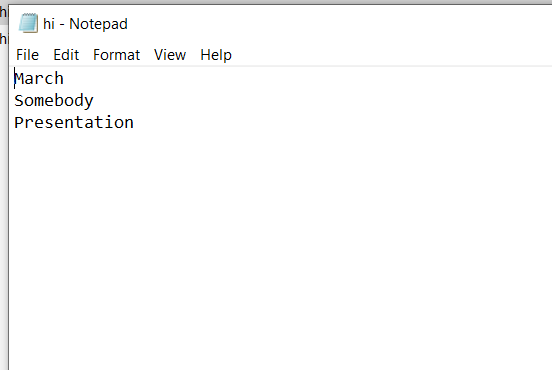 hi - Notepad
File Edit Format View Help
March
Somebody
Presentation